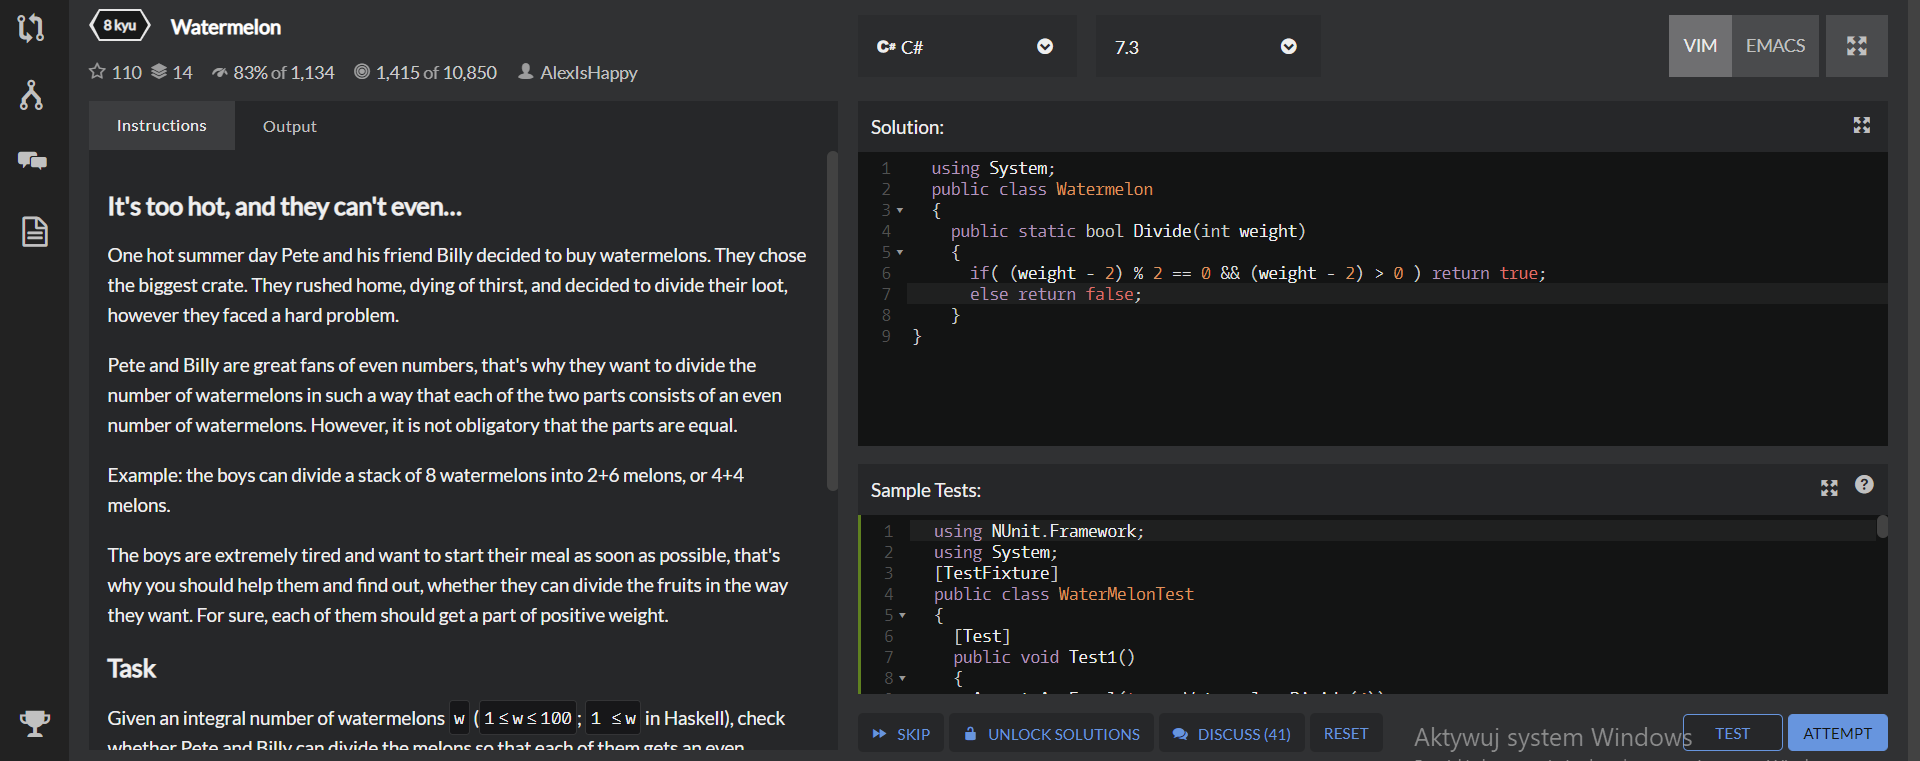 8 kyu
Watermelon
110 14 83% of 1,134 1,415 of 10,850 AlexIsHappy
Instructions
Output
It's too hot, and they can't even...
One hot summer day Pete and his friend Billy decided to buy watermelons. They chose
the biggest crate. They rushed home, dying of thirst, and decided to divide their loot,
however they faced a hard problem.
Pete and Billy are great fans of even numbers, that's why they want to divide the
number of watermelons in such a way that each of the two parts consists of an even
number of watermelons. However, it is not obligatory that the parts are equal.
Example: the boys can divide a stack of 8 watermelons into 2+6 melons, or 4+4
melons.
The boys are extremely tired and want to start their meal as soon as possible, that's
why you should help them and find out, whether they can divide the fruits in the way
they want. For sure, each of them should get a part of positive weight.
Task
Given an integral number of watermelons w (1≤w≤100; 1 ≤w in Haskell), check
whether Pete and Billy can divide the melons so that each of them gets an even
C# C#
7.3
VIM
EMACS
Solution:
1 using System;
2 public class Watermelon
3 {
4 public static bool Divide(int weight)
5 {
6 if( (weight - 2) % 2 == 0 && (weight - 2) > 0 ) return true;
7 else return false;
8 }
9 }
Sample Tests:
1 using NUnit.Framework;
2 using System;
3 [TestFixture]
4 public class WaterMelonTest
5 {
6 [Test]
7 public void Test1()
8 {
SKIP
UNLOCK SOLUTIONS
DISCUSS (41)
RESET
Aktywuj system Windows
TEST
ATTEMPT